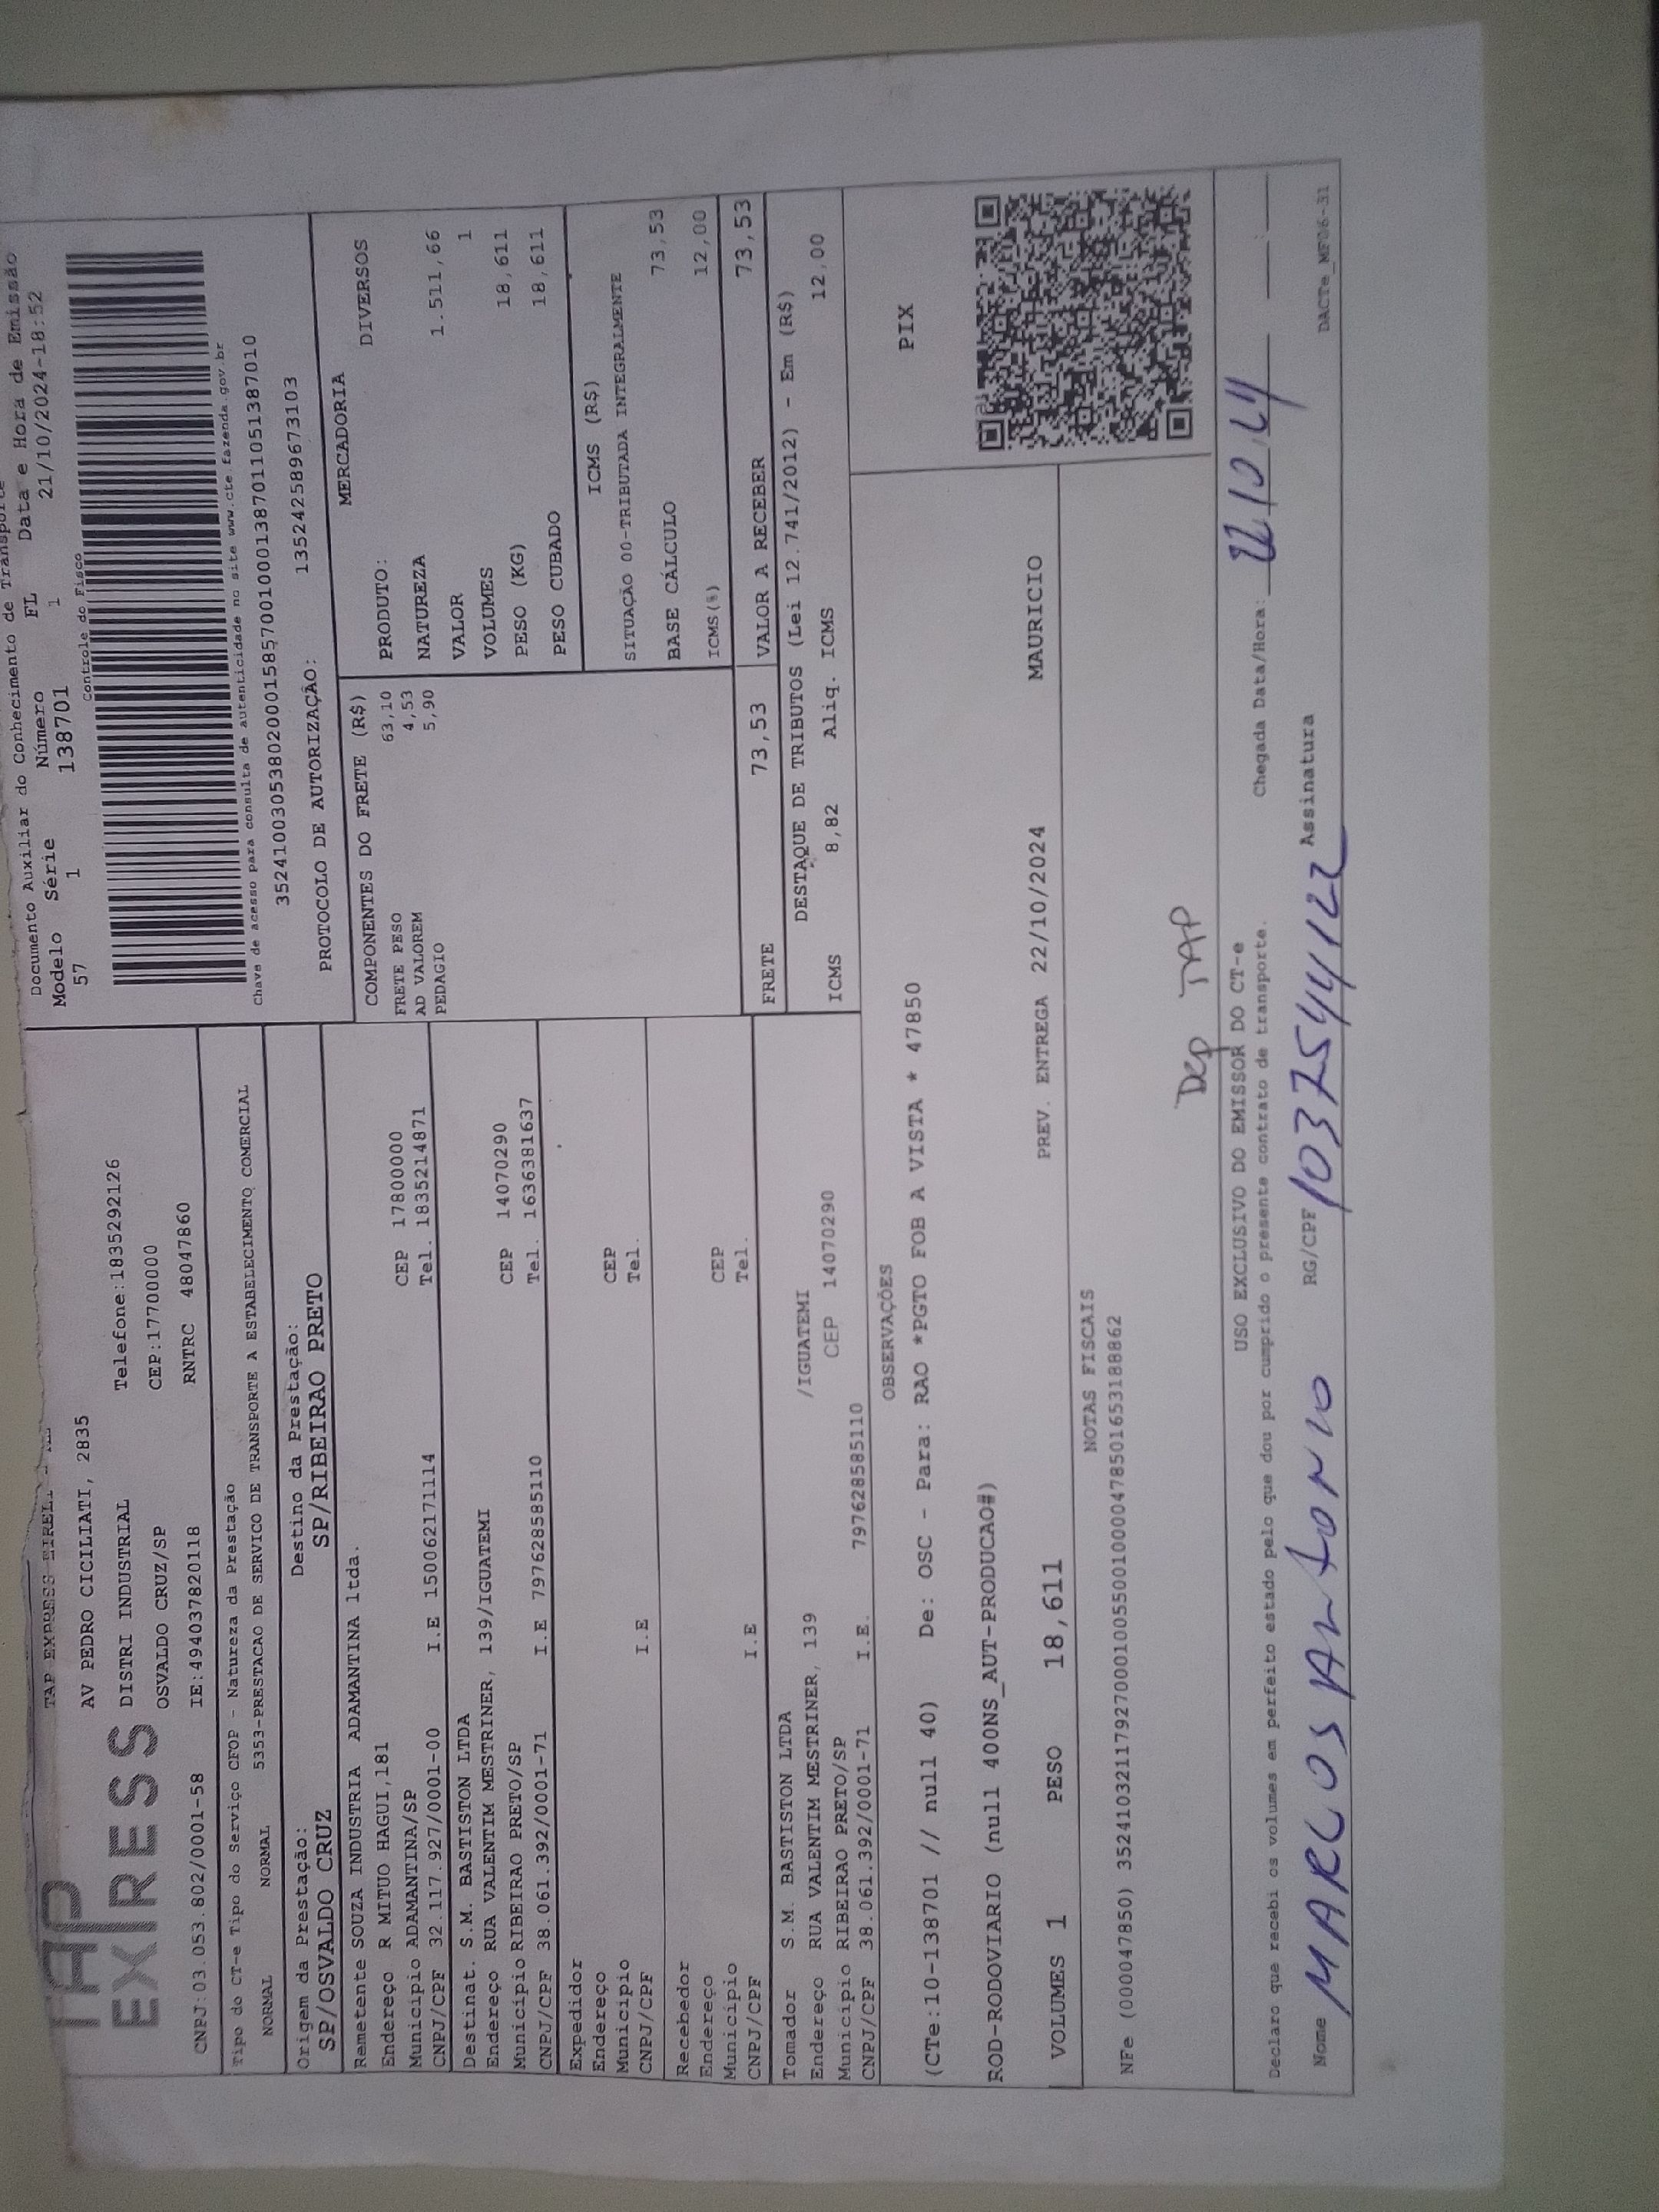 TAP
EXPRESS
AV PEDRO CICILIATI, 2835
DISTRI INDUSTRIAL Telefone:1835292126
OSVALDO CRUZ/SP CEP:17700000
CNPJ:03.053.802/0001-58 IE:494037820118 RNTRC 48047860
Documento Auxiliar do Conhecimento de Transporte
Modelo Série Número FL Data e Hora de Emissão
57 1 138701 1 21/10/2024-18:52
Controle do Fisco
Chave de acesso para consulta de autenticidade no site www.cte.fazenda.gov.br
35241003053802000158570010001387011051387010
PROTOCOLO DE AUTORIZAÇÃO: 135242589673103
Tipo do CT-e Tipo do Serviço CFOP - Natureza da Prestação
NORMAL NORMAL 5353-PRESTACAO DE SERVICO DE TRANSPORTE A ESTABELECIMENTO COMERCIAL
Origem da Prestação: Destino da Prestação:
SP/OSVALDO CRUZ SP/RIBEIRAO PRETO
Remetente SOUZA INDUSTRIA ADAMANTINA ltda.
Endereço R MITUO HAGUI,181 CEP 17800000
Município ADAMANTINA/SP Tel. 1835214871
CNPJ/CPF 32.117.927/0001-00 I.E 150062171114
Destinat. S.M. BASTISTON LTDA
Endereço RUA VALENTIM MESTRINER, 139/IGUATEMI CEP 14070290
Município RIBEIRAO PRETO/SP Tel. 1636381637
CNPJ/CPF 38.061.392/0001-71 I.E 797628585110
Expedidor
Endereço CEP
Município Tel.
CNPJ/CPF I.E
Recebedor
Endereço CEP
Município Tel.
CNPJ/CPF I.E
Tomador S.M. BASTISTON LTDA
Endereço RUA VALENTIM MESTRINER, 139 /IGUATEMI
Município RIBEIRAO PRETO/SP CEP 14070290
CNPJ/CPF 38.061.392/0001-71 I.E. 797628585110
COMPONENTES DO FRETE (R$)
FRETE PESO 63,10
AD VALOREM 4,53
PEDAGIO 5,90
MERCADORIA
PRODUTO: DIVERSOS
NATUREZA
VALOR 1.511,66
VOLUMES 1
PESO (KG) 18,611
PESO CUBADO 18,611
ICMS (R$)
SITUAÇÃO 00-TRIBUTADA INTEGRALMENTE
BASE CÁLCULO 73,53
ICMS(%) 12,00
FRETE 73,53 VALOR A RECEBER 73,53
DESTAQUE DE TRIBUTOS (Lei 12.741/2012) - Em (R$)
ICMS 8,82 Aliq. ICMS 12,00
OBSERVAÇÕES
(CTe:10-138701 // null 40) De: OSC - Para: RAO *PGTO FOB A VISTA * 47850
ROD-RODOVIARIO (null 400NS_AUT-PRODUCAO#)
VOLUMES 1 PESO 18,611 PREV. ENTREGA 22/10/2024 MAURICIO
PIX
NOTAS FISCAIS
NFe (000047850) 35241032117927000100550010000478501653188862
Dep TAP
USO EXCLUSIVO DO EMISSOR DO CT-e
Declaro que recebi os volumes em perfeito estado pelo que dou por cumprido o presente contrato de transporte. Chegada Data/Hora: 22/10/24
Nome MARCOS ANTONIO RG/CPF 1037544122 Assinatura
DACTe_MF06-31